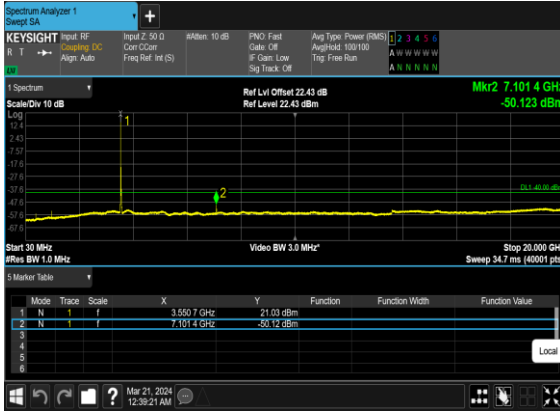 Spectrum Analyzer 1
Swept SA
+
KEYSIGHT Input: RF Input Z: 50 Ω #Atten: 10 dB PNO: Fast Avg Type: Power (RMS) 1 2 3 4 5 6
R T Coupling: DC Corr CCorr Gate: Off Avg|Hold: 100/100 A W W W W W
Align: Auto Freq Ref: Int (S) IF Gain: Low Trig: Free Run
Sig Track: Off A N N N N N
1 Spectrum Ref Lvl Offset 22.43 dB Mkr2 7.101 4 GHz
Scale/Div 10 dB Ref Level 22.43 dBm -50.123 dBm
Log
12.4
2.43
-7.57
-17.6
-27.6
-37.6
-47.6
-57.6
-67.6
1
2
DL1 -40.00 dBm
Start 30 MHz Video BW 3.0 MHz* Stop 20.000 GHz
#Res BW 1.0 MHz Sweep 34.7 ms (40001 pts)
5 Marker Table
Mode Trace Scale X Y Function Function Width Function Value
1 N 1 f 3.550 7 GHz 21.03 dBm
2 N 1 f 7.101 4 GHz -50.12 dBm
3
4
5
6
Local
? Mar 21, 2024
12:39:21 AM